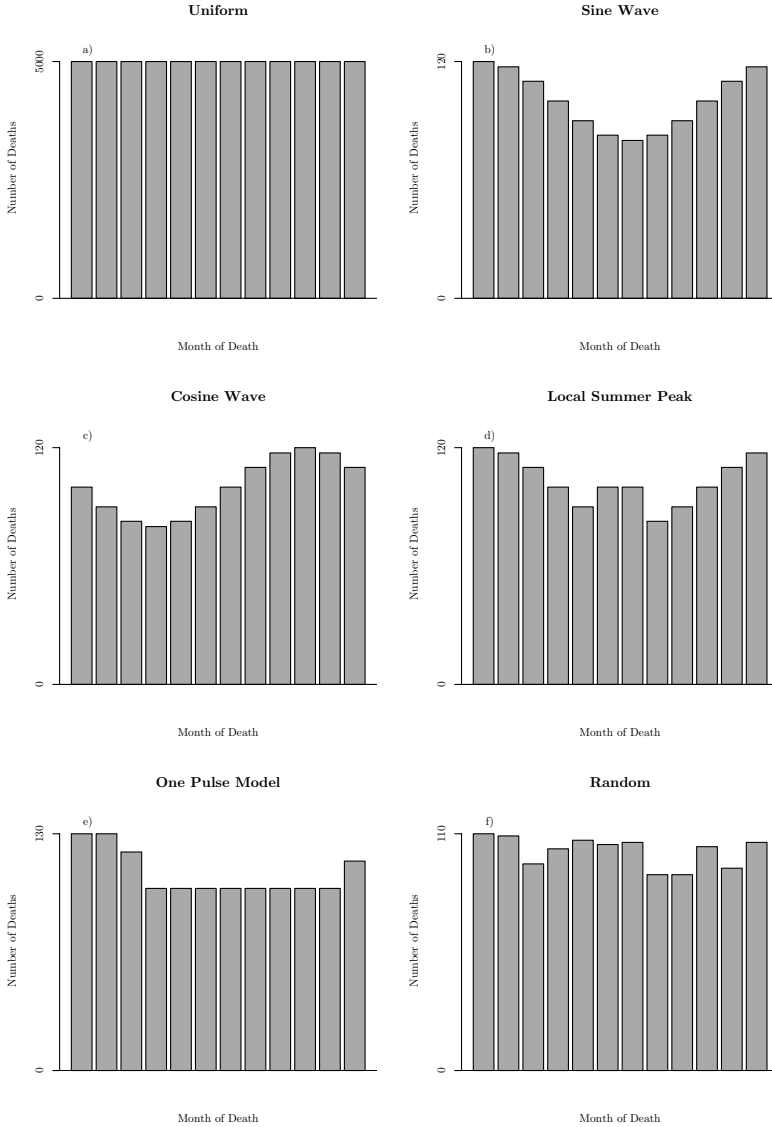 Uniform
a)
5000
Number of Deaths
0
Month of Death
Sine Wave
b)
120
Number of Deaths
0
Month of Death
Cosine Wave
c)
120
Number of Deaths
0
Month of Death
Local Summer Peak
d)
120
Number of Deaths
0
Month of Death
One Pulse Model
e)
130
Number of Deaths
0
Month of Death
Random
f)
110
Number of Deaths
0
Month of Death